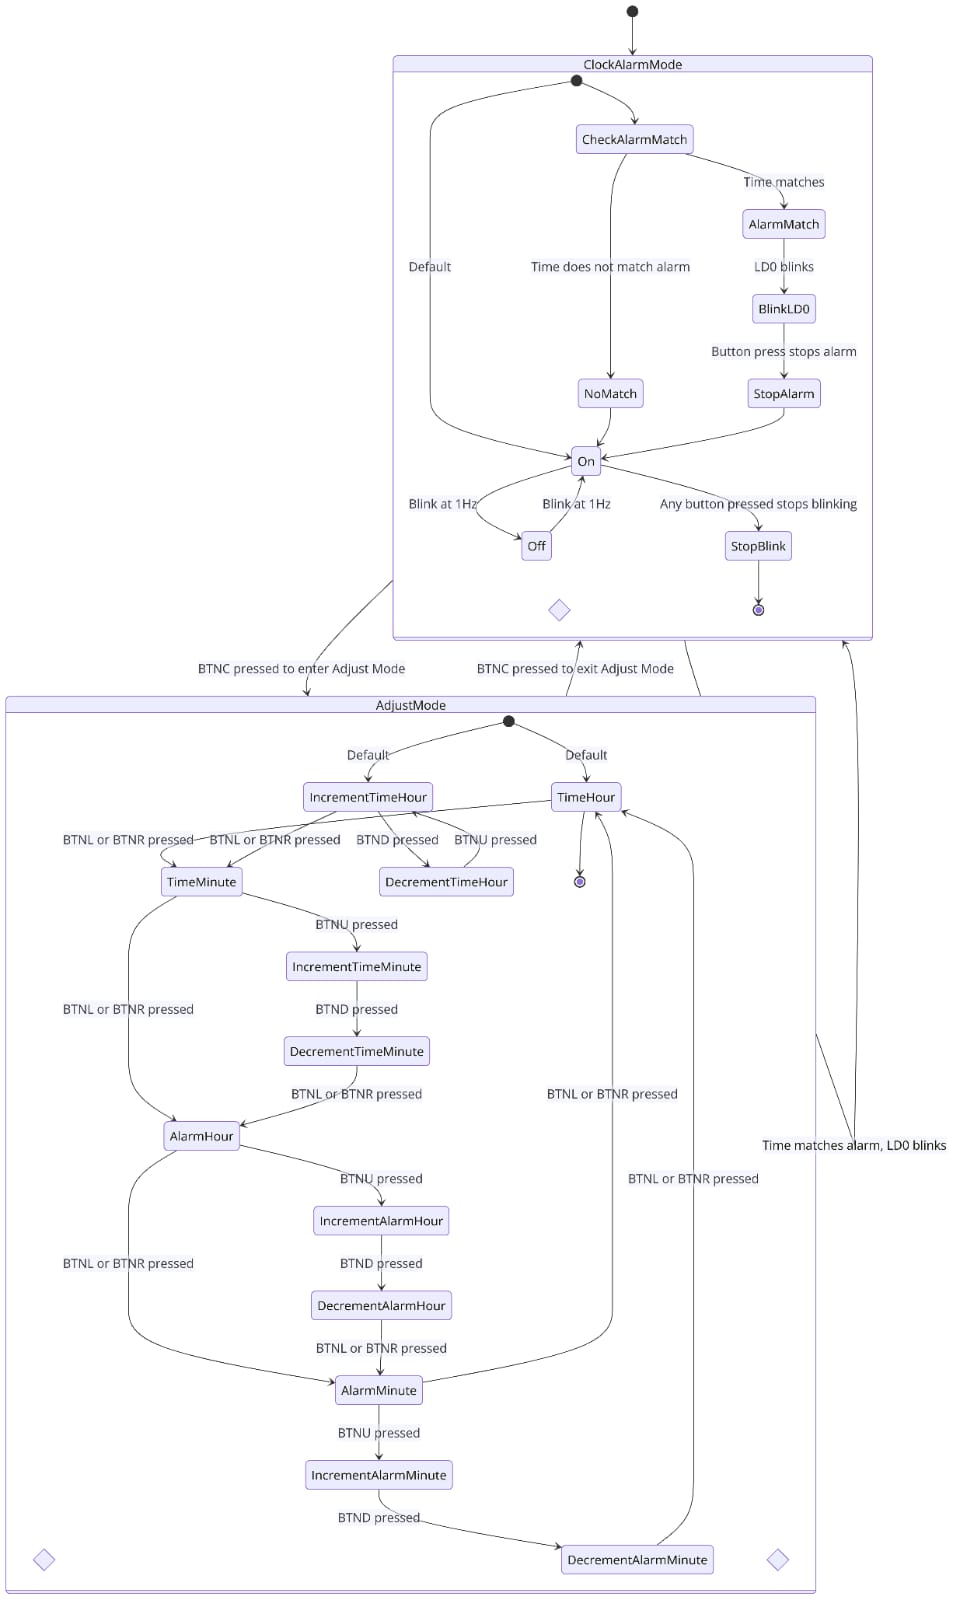 ClockAlarmMode
CheckAlarmMatch
Time matches
AlarmMatch
Default
Time does not match alarm
LD0 blinks
BlinkLD0
Button press stops alarm
NoMatch
StopAlarm
On
Blink at 1Hz
Blink at 1Hz
Any button pressed stops blinking
Off
StopBlink
BTNC pressed to enter Adjust Mode
BTNC pressed to exit Adjust Mode
AdjustMode
Default
Default
IncrementTimeHour
TimeHour
BTNL or BTNR pressed
BTNL or BTNR pressed
BTND pressed
BTNU pressed
TimeMinute
DecrementTimeHour
BTNU pressed
IncrementTimeMinute
BTNL or BTNR pressed
BTND pressed
DecrementTimeMinute
BTNL or BTNR pressed
BTNL or BTNR pressed
AlarmHour
Time matches alarm, LD0 blinks
BTNU pressed
BTNL or BTNR pressed
IncrementAlarmHour
BTNL or BTNR pressed
BTND pressed
DecrementAlarmHour
BTNL or BTNR pressed
AlarmMinute
BTNU pressed
IncrementAlarmMinute
BTND pressed
DecrementAlarmMinute